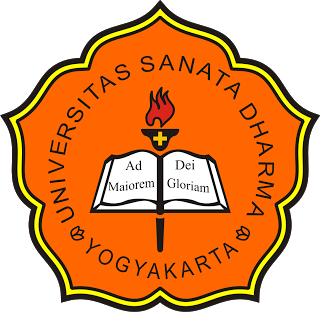 UNIVERSITAS SANATA DHARMA
Ad Dei
Maiorem Gloriam
YOGYAKARTA